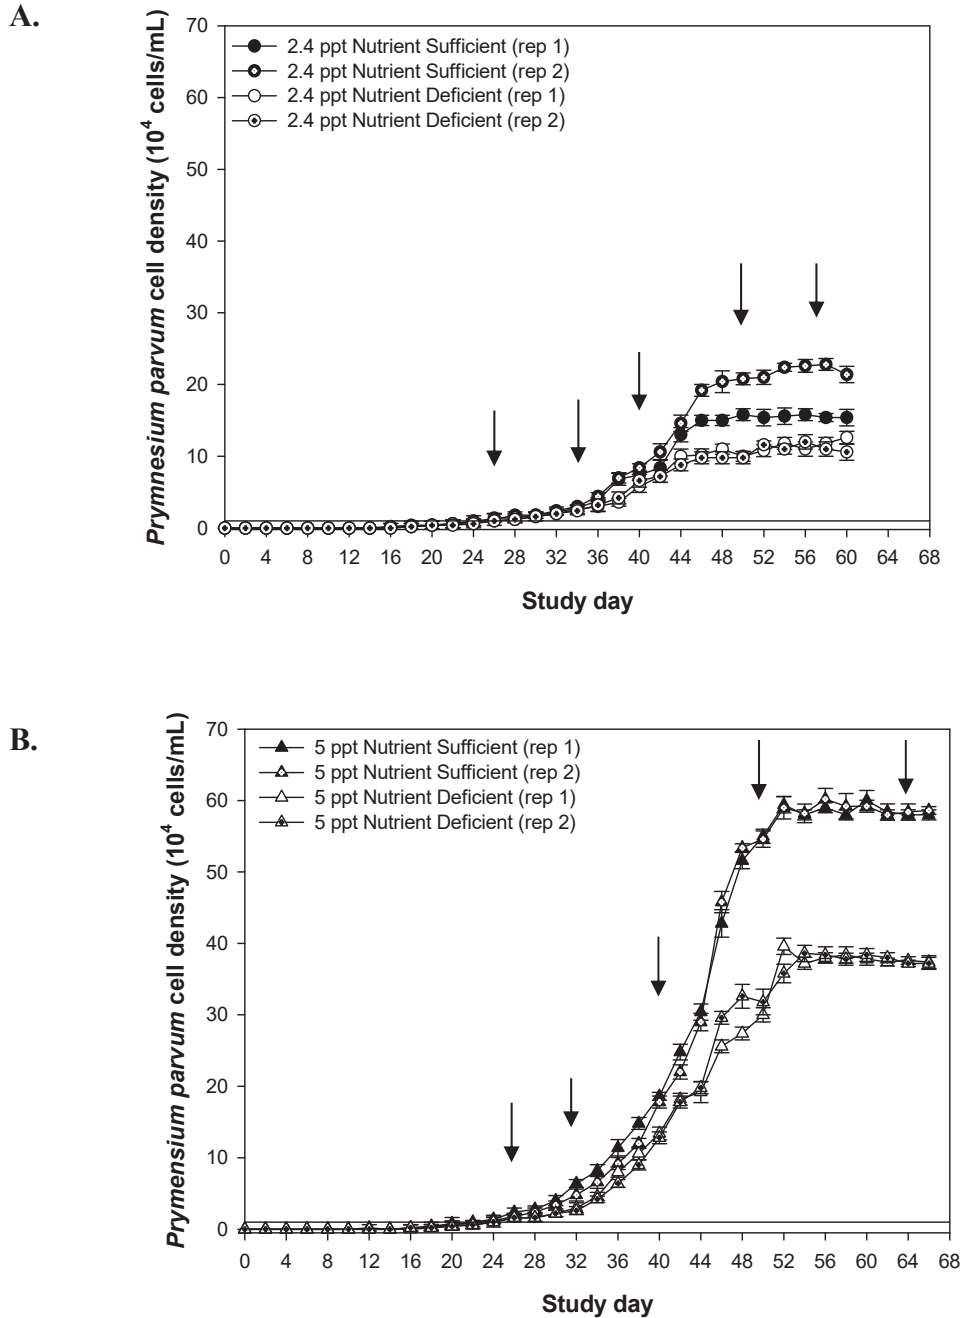 A.
Prymnesium parvum cell density (10⁴ cells/mL)
70
60
50
40
30
20
10
0
2.4 ppt Nutrient Sufficient (rep 1)
2.4 ppt Nutrient Sufficient (rep 2)
2.4 ppt Nutrient Deficient (rep 1)
2.4 ppt Nutrient Deficient (rep 2)
0 4 8 12 16 20 24 28 32 36 40 44 48 52 56 60 64 68
Study day
B.
Prymensium parvum cell density (10⁴ cells/mL)
70
60
50
40
30
20
10
0
5 ppt Nutrient Sufficient (rep 1)
5 ppt Nutrient Sufficient (rep 2)
5 ppt Nutrient Deficient (rep 1)
5 ppt Nutrient Deficient (rep 2)
0 4 8 12 16 20 24 28 32 36 40 44 48 52 56 60 64 68
Study day